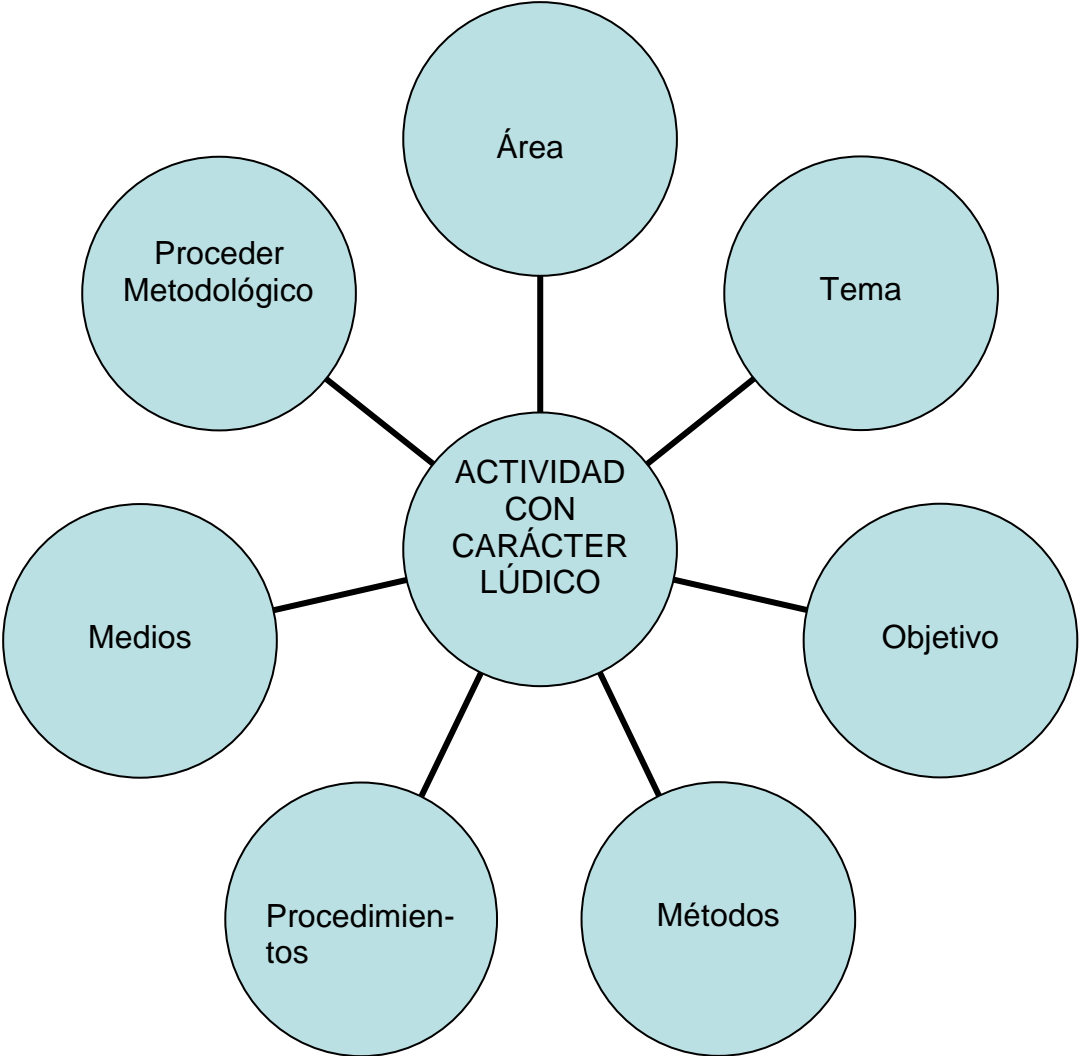 Área
Proceder
Metodológico
Tema
ACTIVIDAD
CON
CARÁCTER
LÚDICO
Medios
Objetivo
Procedimien-
tos
Métodos